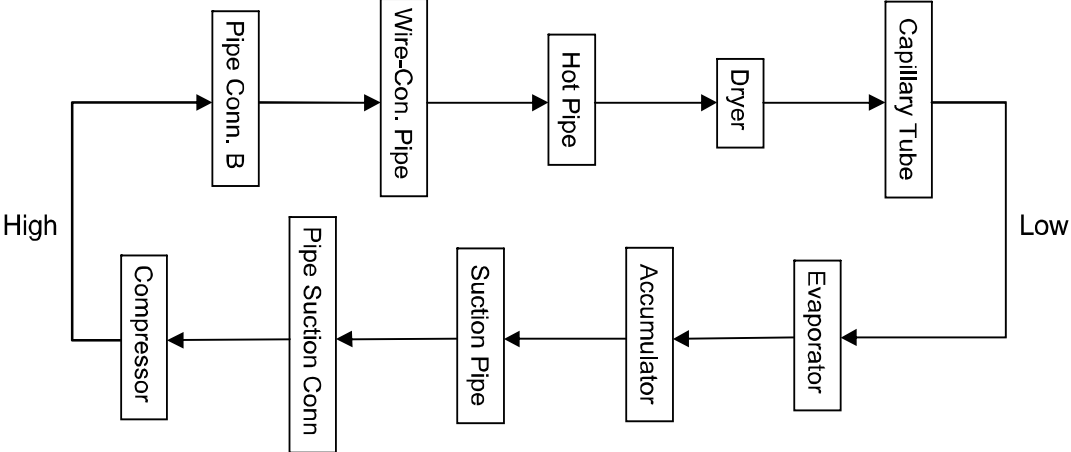 Pipe Conn. B
Wire-Con. Pipe
Hot Pipe
Dryer
Capillary Tube
High
Low
Compressor
Pipe Suction Conn
Suction Pipe
Accumulator
Evaporator